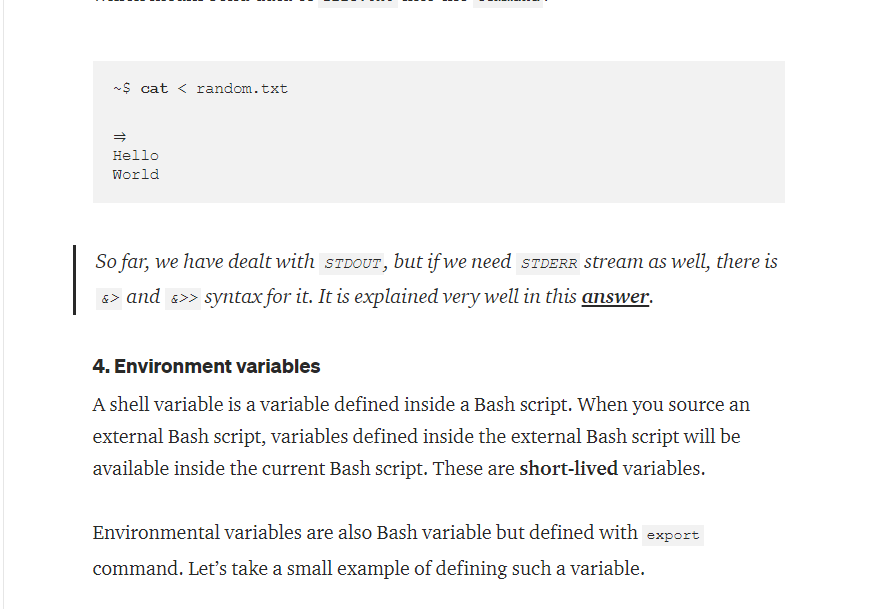 ~$ cat < random.txt
⇒
Hello
World
So far, we have dealt with STDOUT, but if we need STDERR stream as well, there is
&> and &>> syntax for it. It is explained very well in this answer.
4. Environment variables
A shell variable is a variable defined inside a Bash script. When you source an
external Bash script, variables defined inside the external Bash script will be
available inside the current Bash script. These are short-lived variables.
Environmental variables are also Bash variable but defined with export
command. Let’s take a small example of defining such a variable.